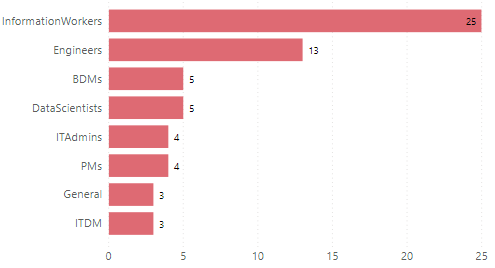 InformationWorkers 25
Engineers 13
BDMs 5
DataScientists 5
ITAdmins 4
PMs 4
General 3
ITDM 3
0 5 10 15 20 25